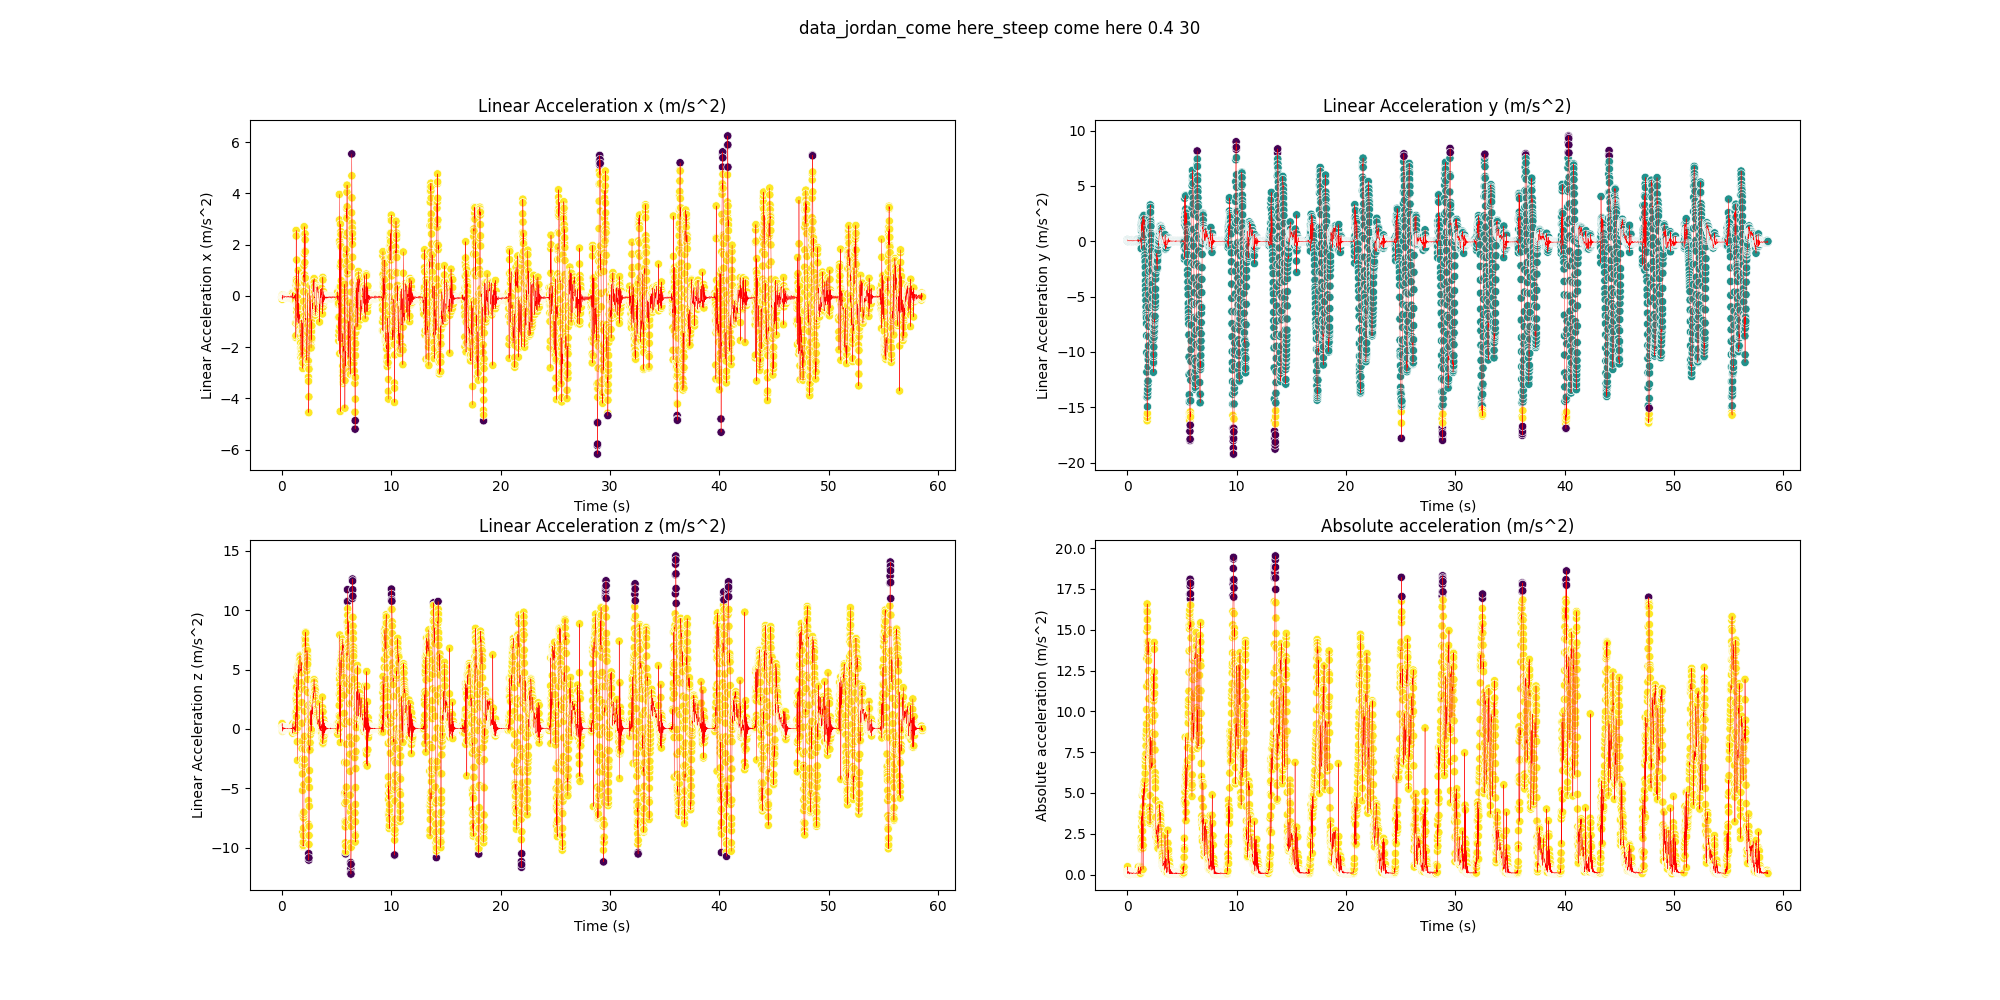 data_jordan_come here_steep come here 0.4 30
Linear Acceleration x (m/s^2)
Linear Acceleration x (m/s^2)
6
4
2
0
−2
−4
−6
0 10 20 30 40 50 60
Time (s)
Linear Acceleration y (m/s^2)
Linear Acceleration y (m/s^2)
10
5
0
−5
−10
−15
−20
0 10 20 30 40 50 60
Time (s)
Linear Acceleration z (m/s^2)
Linear Acceleration z (m/s^2)
15
10
5
0
−5
−10
0 10 20 30 40 50 60
Time (s)
Absolute acceleration (m/s^2)
Absolute acceleration (m/s^2)
20.0
17.5
15.0
12.5
10.0
7.5
5.0
2.5
0.0
0 10 20 30 40 50 60
Time (s)